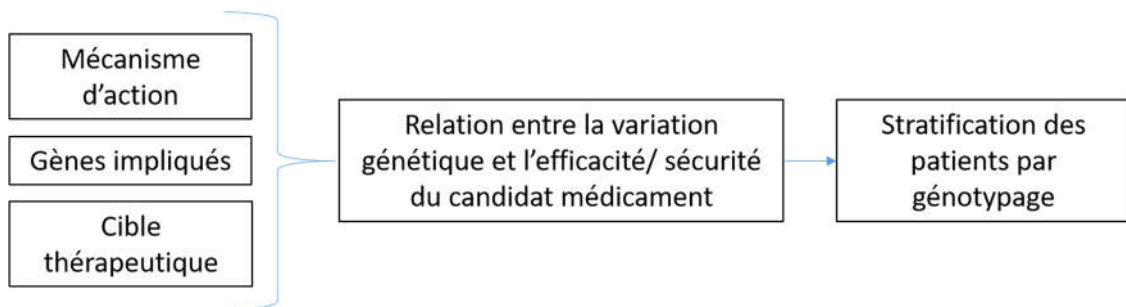 Mécanisme
d’action
Gènes impliqués
Cible
thérapeutique
Relation entre la variation
génétique et l’efficacité/ sécurité
du candidat médicament
Stratification des
patients par
génotypage